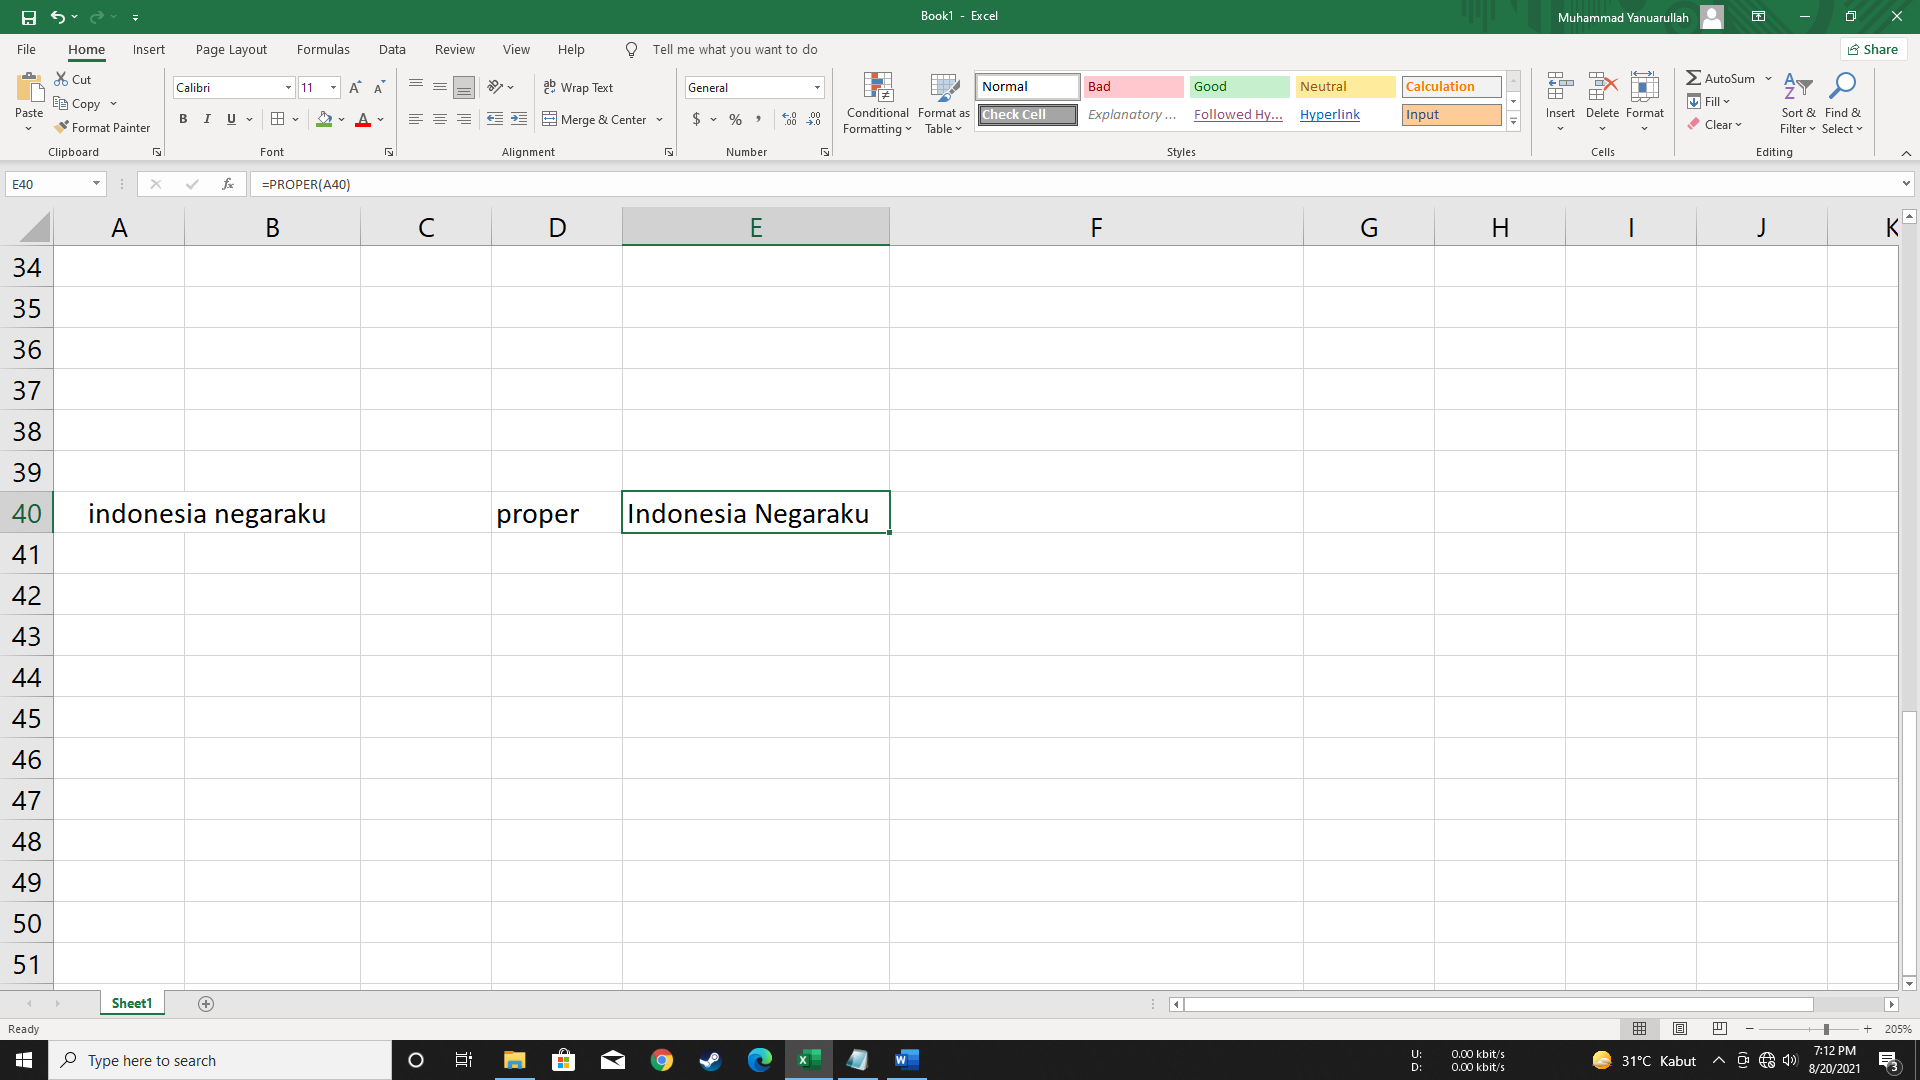 Book1 - Excel
Muhammad Yanuarullah
File Home Insert Page Layout Formulas Data Review View Help Tell me what you want to do
Share
Paste
Cut
Copy
Format Painter
Clipboard
Calibri 11
B I U
Font
Wrap Text
Merge & Center
Alignment
General
$ % ,
Number
Conditional Formatting
Format as Table
Normal Bad Good Neutral Calculation
Check Cell Explanatory ... Followed Hy... Hyperlink Input
Styles
Insert Delete Format
Cells
AutoSum
Fill
Clear
Sort & Filter
Find & Select
Editing
E40 fx =PROPER(A40)
A B C D E F G H I J K
34
35
36
37
38
39
40 indonesia negaraku proper Indonesia Negaraku
41
42
43
44
45
46
47
48
49
50
51
Sheet1
Ready
205%
Type here to search
U: 0.00 kbit/s
D: 0.00 kbit/s
31°C Kabut
7:12 PM
8/20/2021
3